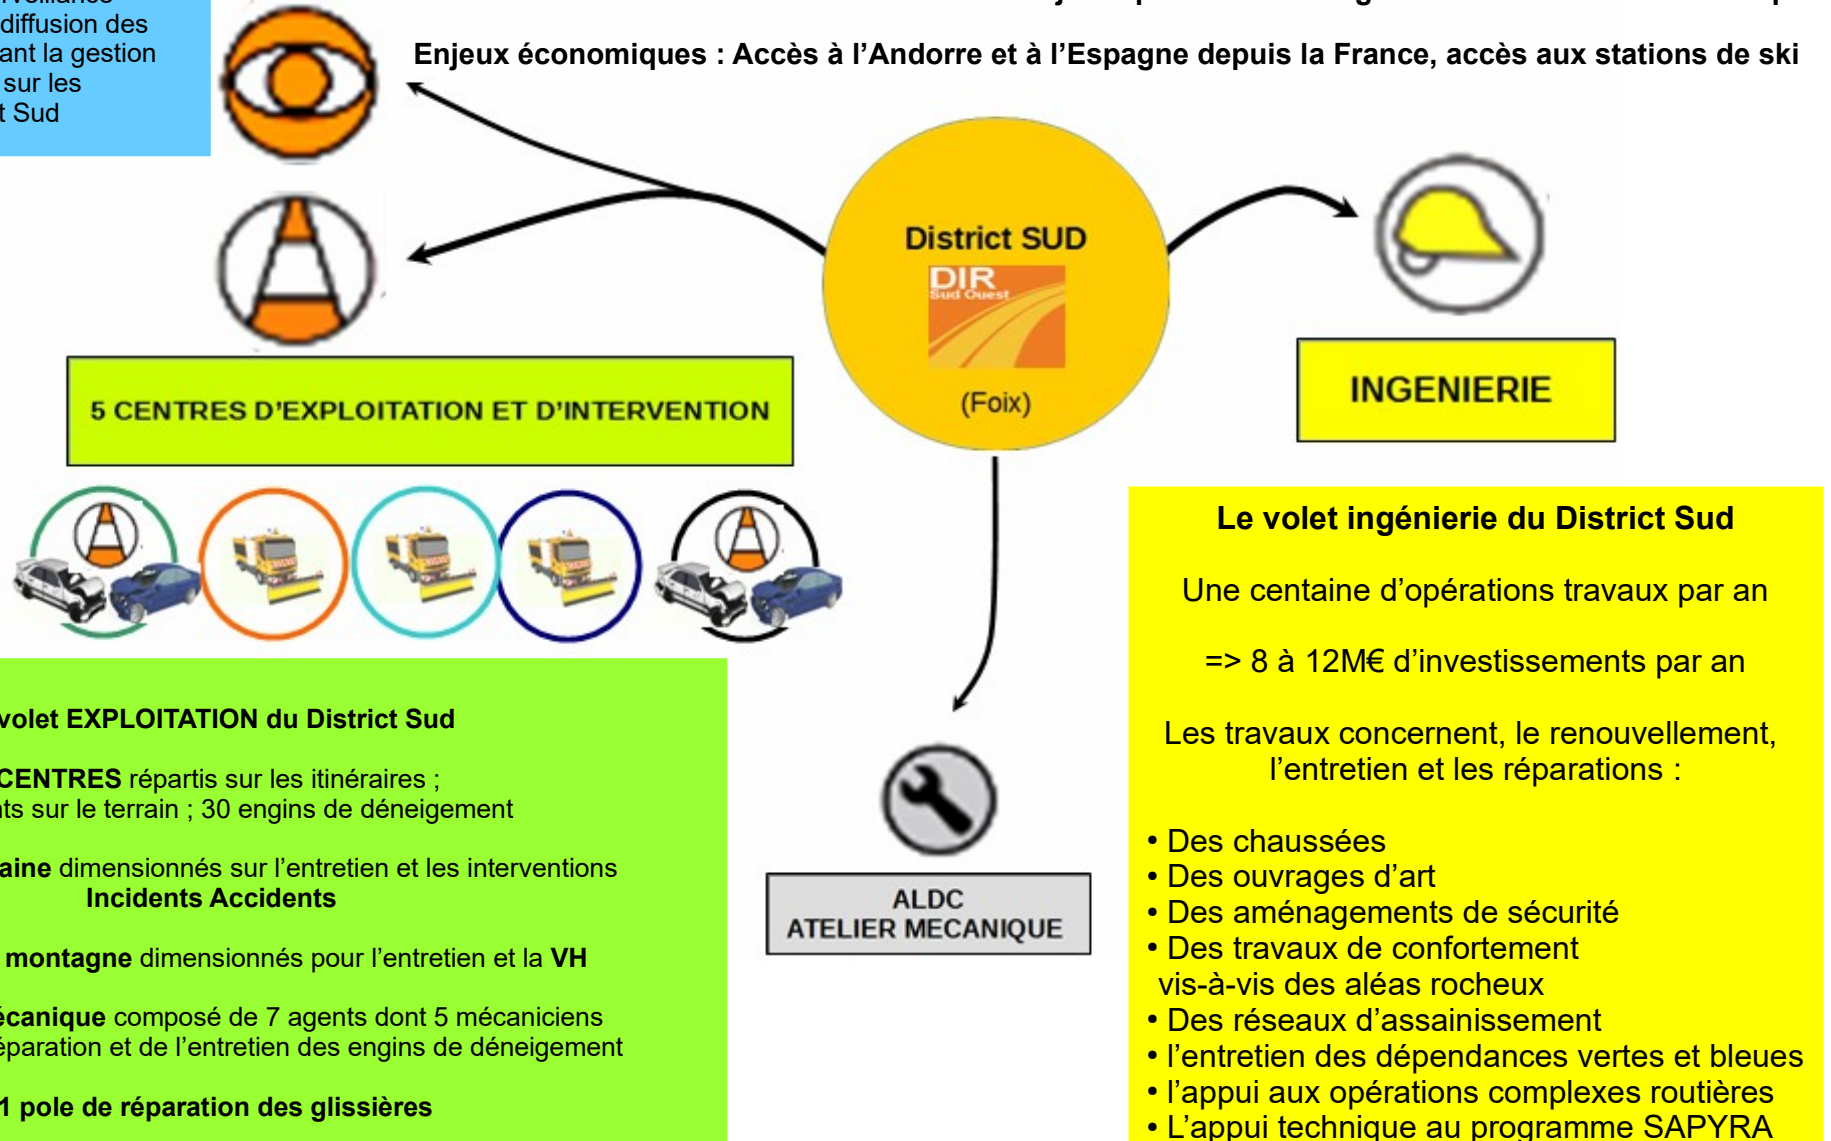 diffusion des
ant la gestion
sur les
t Sud
Enjeux économiques : Accès à l'Andorre et à l'Espagne depuis la France, accès aux stations de ski
District SUD
DIR
Sud Ouest
(Foix)
5 CENTRES D'EXPLOITATION ET D'INTERVENTION
INGENIERIE
volet EXPLOITATION du District Sud
CENTRES répartis sur les itinéraires ;
ts sur le terrain ; 30 engins de déneigement
aine dimensionnés sur l'entretien et les interventions
Incidents Accidents
montagne dimensionnés pour l'entretien et la VH
écanique composé de 7 agents dont 5 mécaniciens
éparation et de l'entretien des engins de déneigement
1 pole de réparation des glissières
ALDC
ATELIER MECANIQUE
Le volet ingénierie du District Sud
Une centaine d'opérations travaux par an
=> 8 à 12M€ d'investissements par an
Les travaux concernent, le renouvellement,
l'entretien et les réparations :
• Des chaussées
• Des ouvrages d'art
• Des aménagements de sécurité
• Des travaux de confortement
vis-à-vis des aléas rocheux
• Des réseaux d'assainissement
• l'entretien des dépendances vertes et bleues
• l'appui aux opérations complexes routières
• L'appui technique au programme SAPYRA